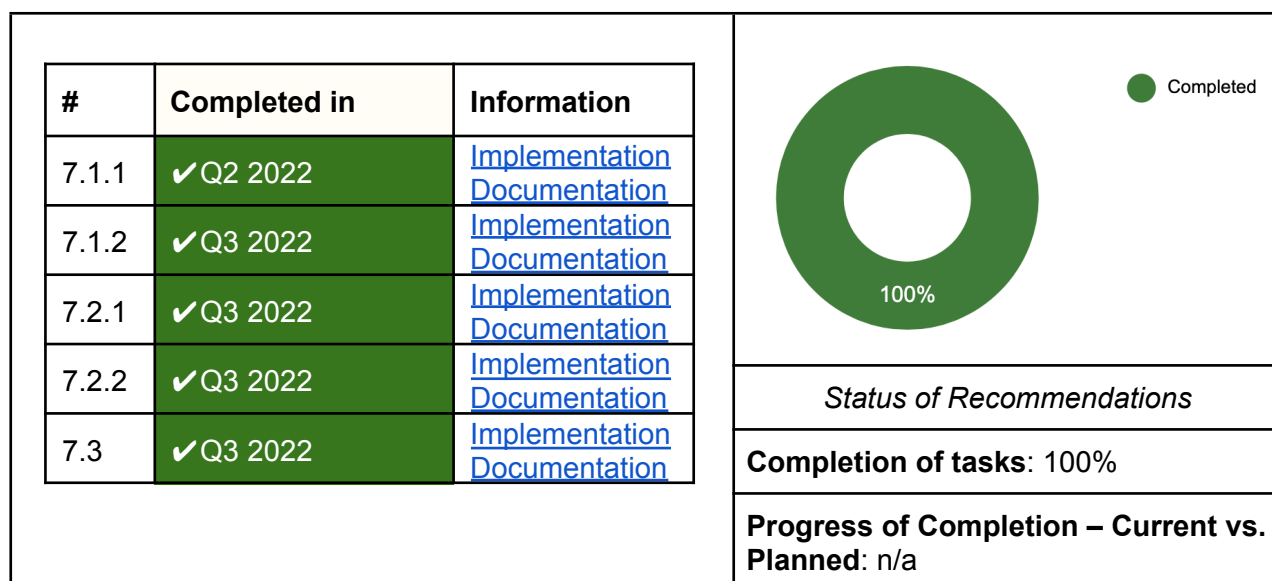 # Completed in Information
7.1.1 ✔Q2 2022 Implementation
Documentation
7.1.2 ✔Q3 2022 Implementation
Documentation
7.2.1 ✔Q3 2022 Implementation
Documentation
7.2.2 ✔Q3 2022 Implementation
Documentation
7.3 ✔Q3 2022 Implementation
Documentation
Completed
100%
Status of Recommendations
Completion of tasks: 100%
Progress of Completion – Current vs.
Planned: n/a